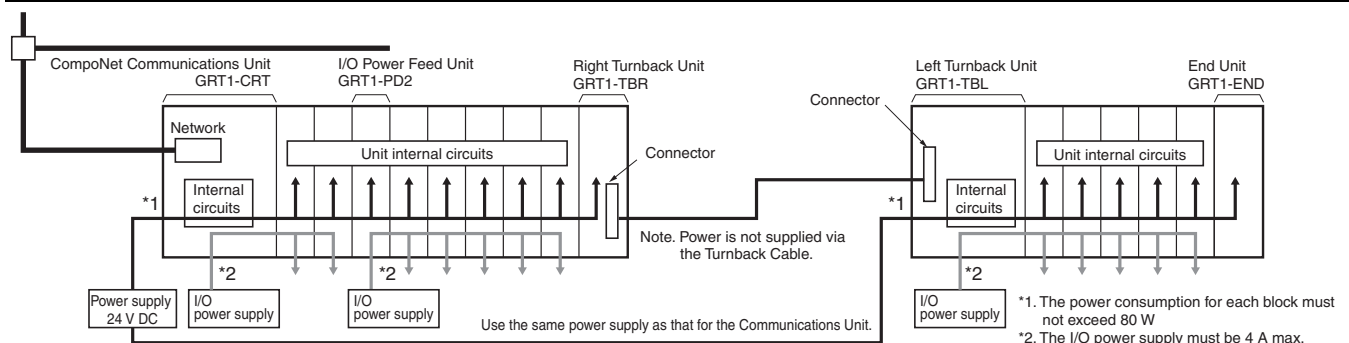 CompoNet Communications Unit
GRT1-CRT
I/O Power Feed Unit
GRT1-PD2
Right Turnback Unit
GRT1-TBR
Left Turnback Unit
GRT1-TBL
End Unit
GRT1-END
Connector
Network
Unit internal circuits
Connector
Unit internal circuits
Internal
circuits
*1
Internal
circuits
*1
Note. Power is not supplied via
the Turnback Cable.
*2
*2
*2
Power supply
24 V DC
I/O
power supply
I/O
power supply
Use the same power supply as that for the Communications Unit.
I/O
power supply
*1. The power consumption for each block must
not exceed 80 W
*2. The I/O power supply must be 4 A max.